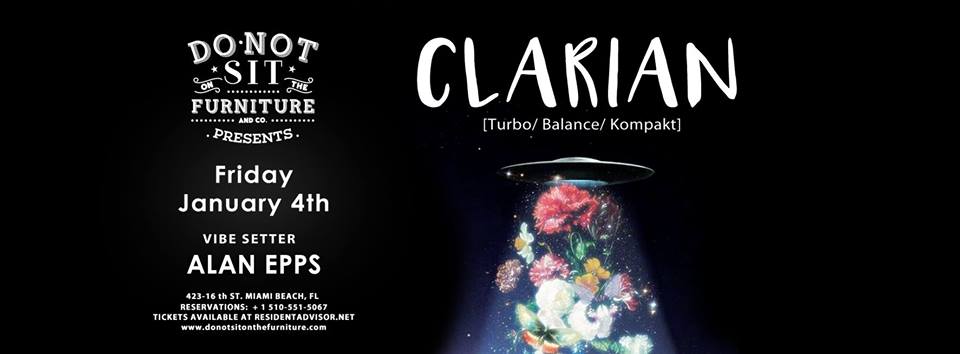 DO·NOT
SIT
ON THE
FURNITURE
AND CO.
·PRESENTS·
Friday
January 4th
VIBE SETTER
ALAN EPPS
423-16 th ST. MIAMI BEACH, FL
RESERVATIONS: + 1 510-551-5067
TICKETS AVAILABLE AT RESIDENTADVISOR.NET
www.donotsitonthefurniture.com
CLARIAN
[Turbo/ Balance/ Kompakt]